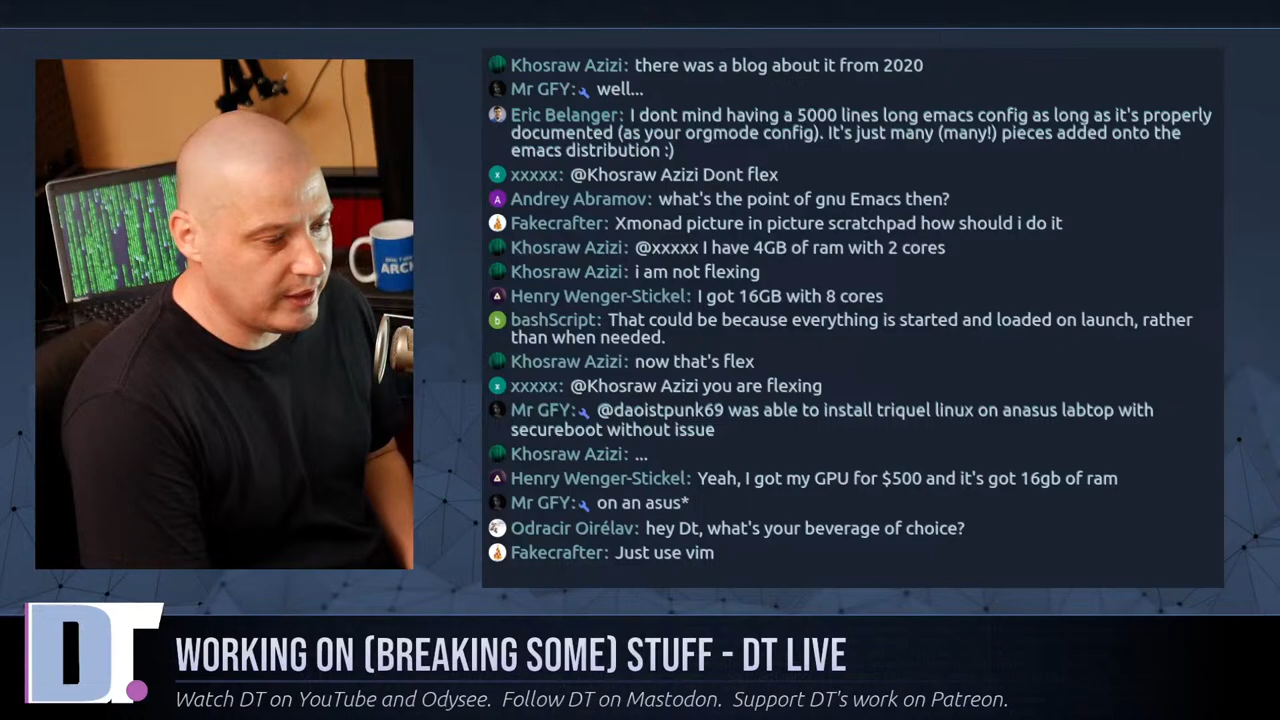 Khosraw Azizi: there was a blog about it from 2020
Mr GFY: well...
Eric Belanger: I dont mind having a 5000 lines long emacs config as long as it's properly
documented (as your orgmode config). It's just many (many!) pieces added onto the
emacs distribution :)
x xxxxx: @Khosraw Azizi Dont flex
A Andrey Abramov: what's the point of gnu Emacs then?
Fakecrafter: Xmonad picture in picture scratchpad how should i do it
Khosraw Azizi: @xxxxx I have 4GB of ram with 2 cores
Khosraw Azizi: i am not flexing
Henry Wenger-Stickel: I got 16GB with 8 cores
b bashScript: That could be because everything is started and loaded on launch, rather
than when needed.
Khosraw Azizi: now that's flex
x xxxxx: @Khosraw Azizi you are flexing
Mr GFY: @daoistpunk69 was able to install triquel linux on anasus labtop with
secureboot without issue
Khosraw Azizi: ...
Henry Wenger-Stickel: Yeah, I got my GPU for $500 and it's got 16gb of ram
Mr GFY: on an asus*
Odracir Oirélav: hey Dt, what's your beverage of choice?
Fakecrafter: Just use vim
ARCH
DT.
WORKING ON (BREAKING SOME) STUFF - DT LIVE
Watch DT on YouTube and Odysee. Follow DT on Mastodon. Support DT's work on Patreon.